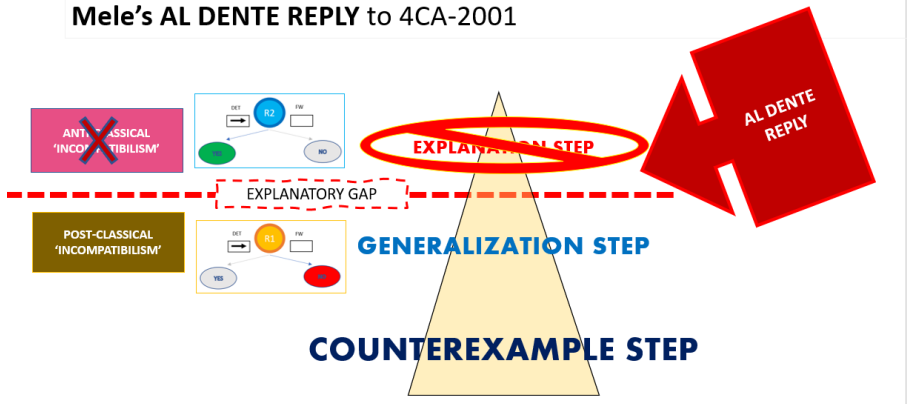 Mele's AL DENTE REPLY to 4CA-2001
AL DENTE
REPLY
ANTI-CLASSICAL
'INCOMPATIBILISM'
DET
R2
FW
YES
NO
EXPLANATION STEP
EXPLANATORY GAP
POST-CLASSICAL
'INCOMPATIBILISM'
DET
R1
FW
YES
NO
GENERALIZATION STEP
COUNTEREXAMPLE STEP